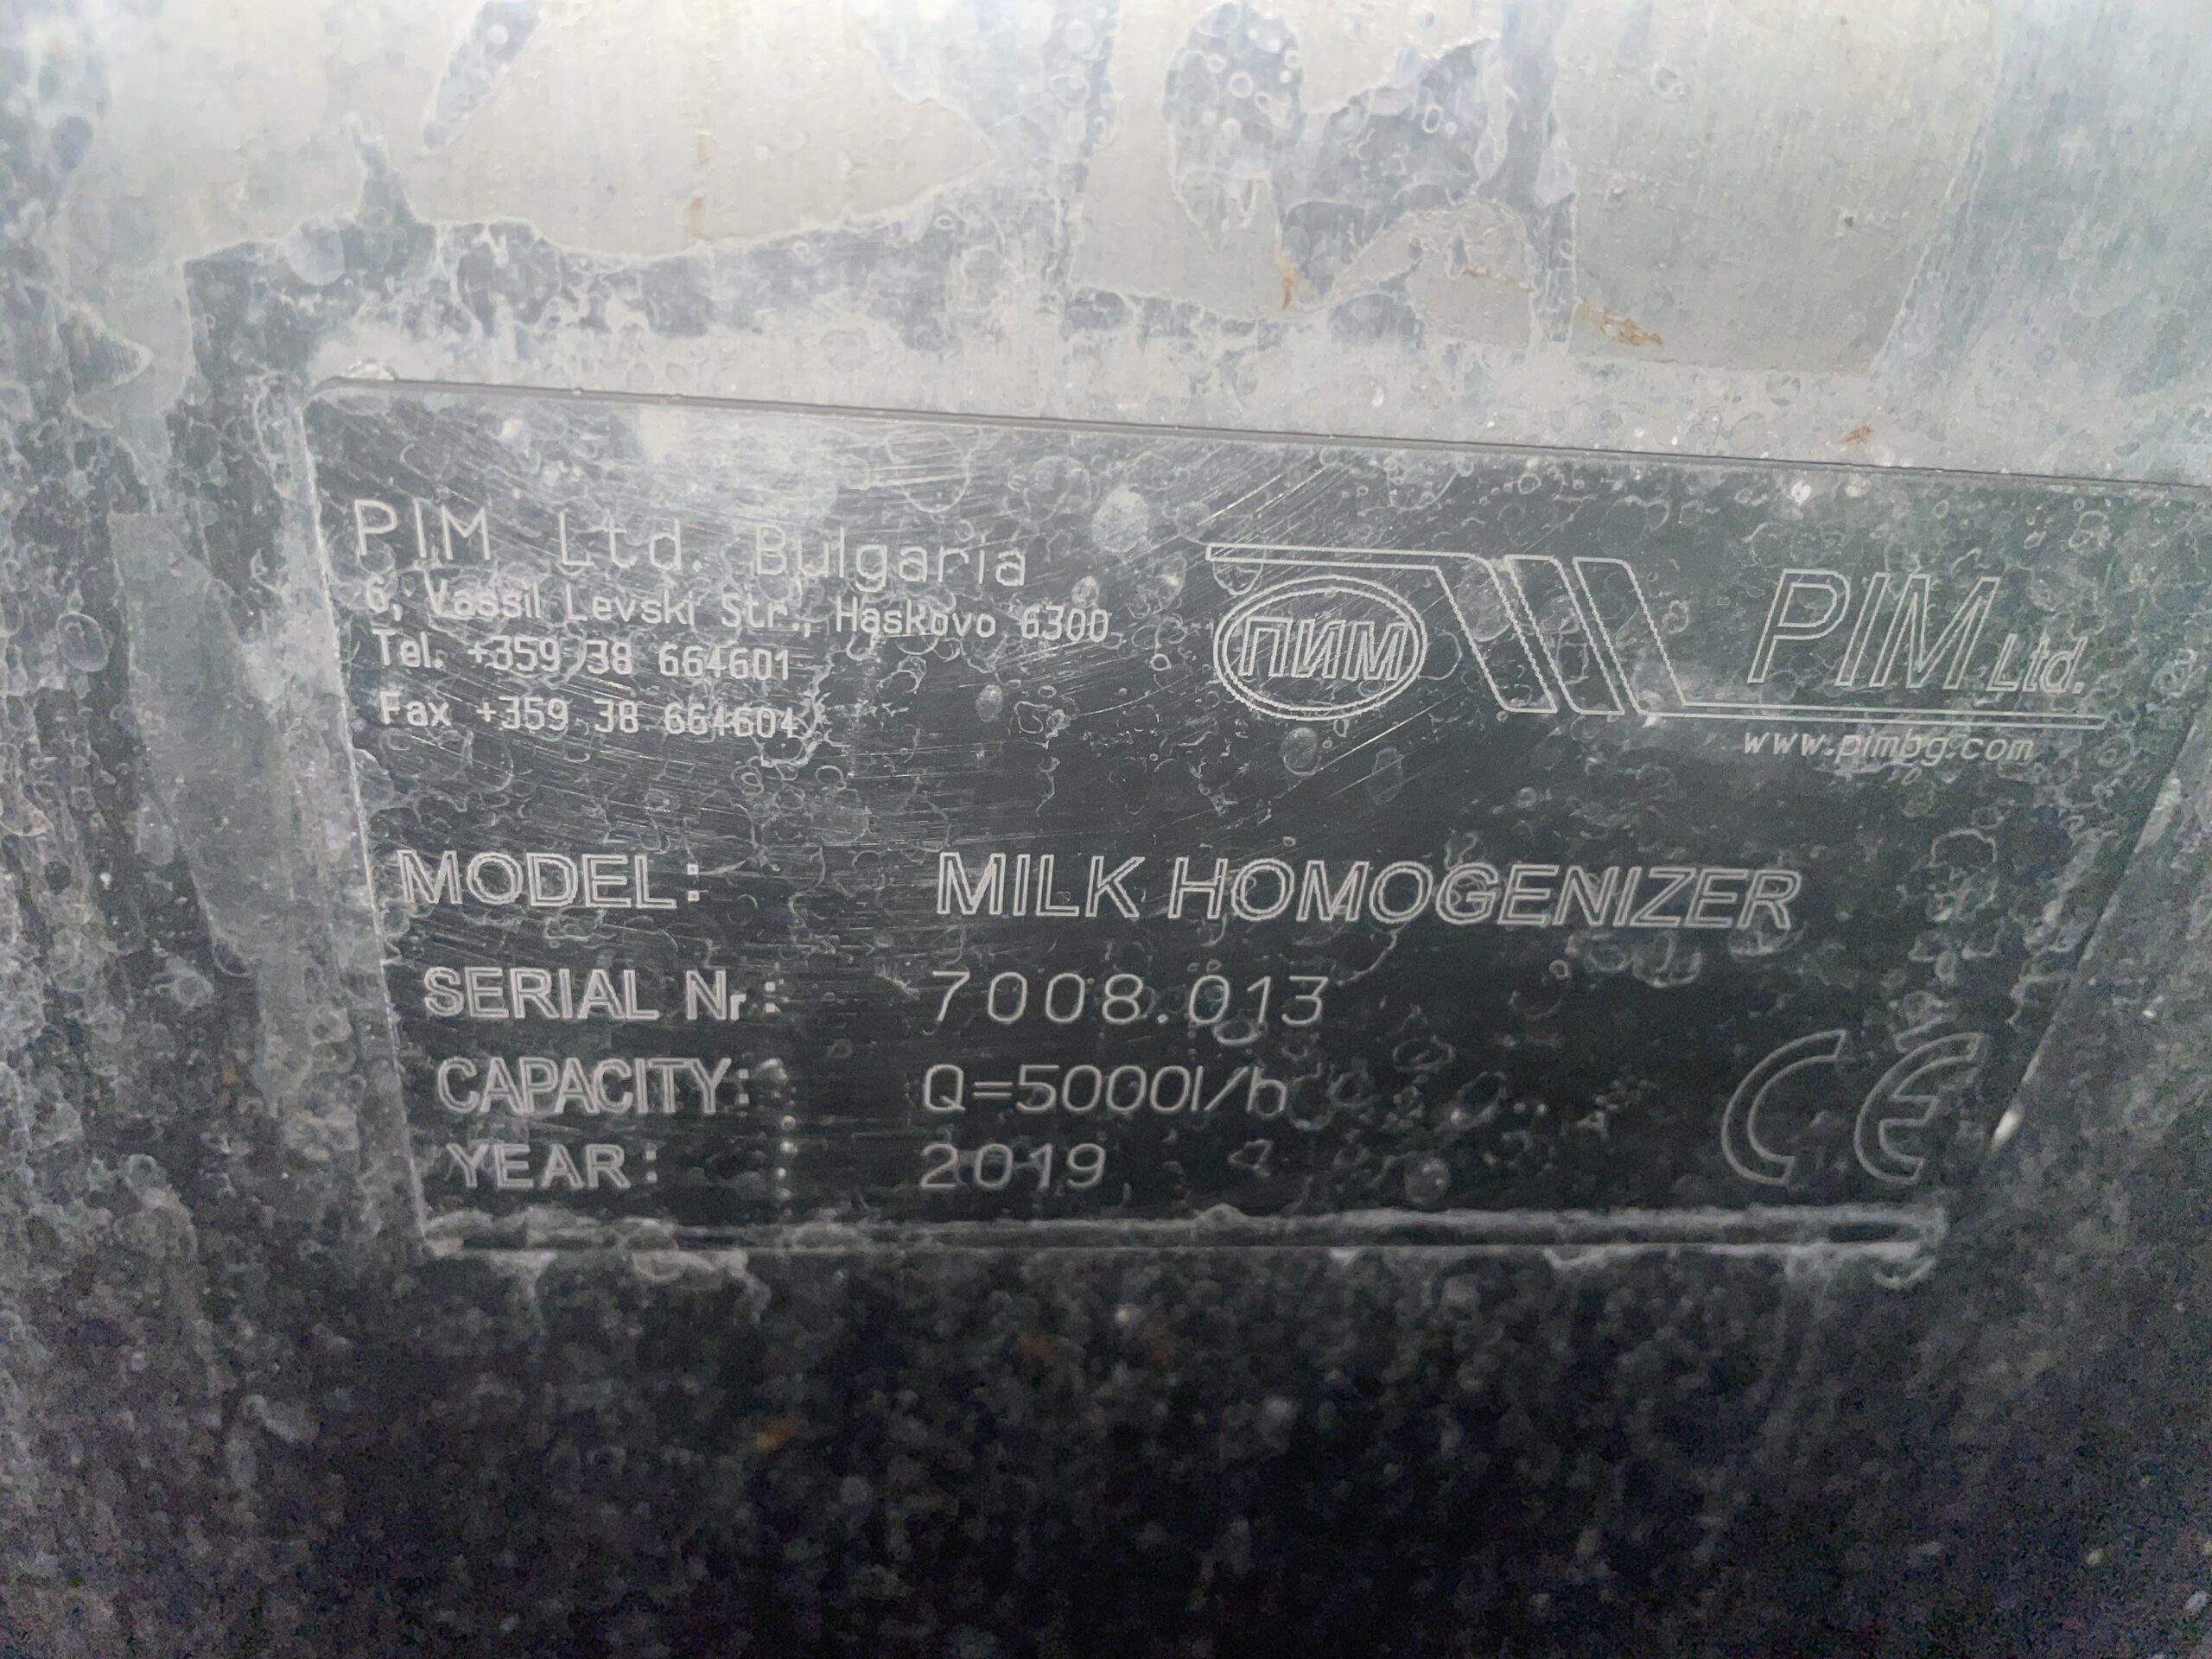 PIM Ltd. Bulgaria
6, Vassil Levski Str., Haskovo 6300
Tel. +359 38 664601
Fax +359 38 664604
ПИМ
PIM Ltd.
www.pimbg.com
MODEL: MILK HOMOGENIZER
SERIAL Nr: 7008.013
CAPACITY: Q=5000l/h
YEAR: 2019
CE